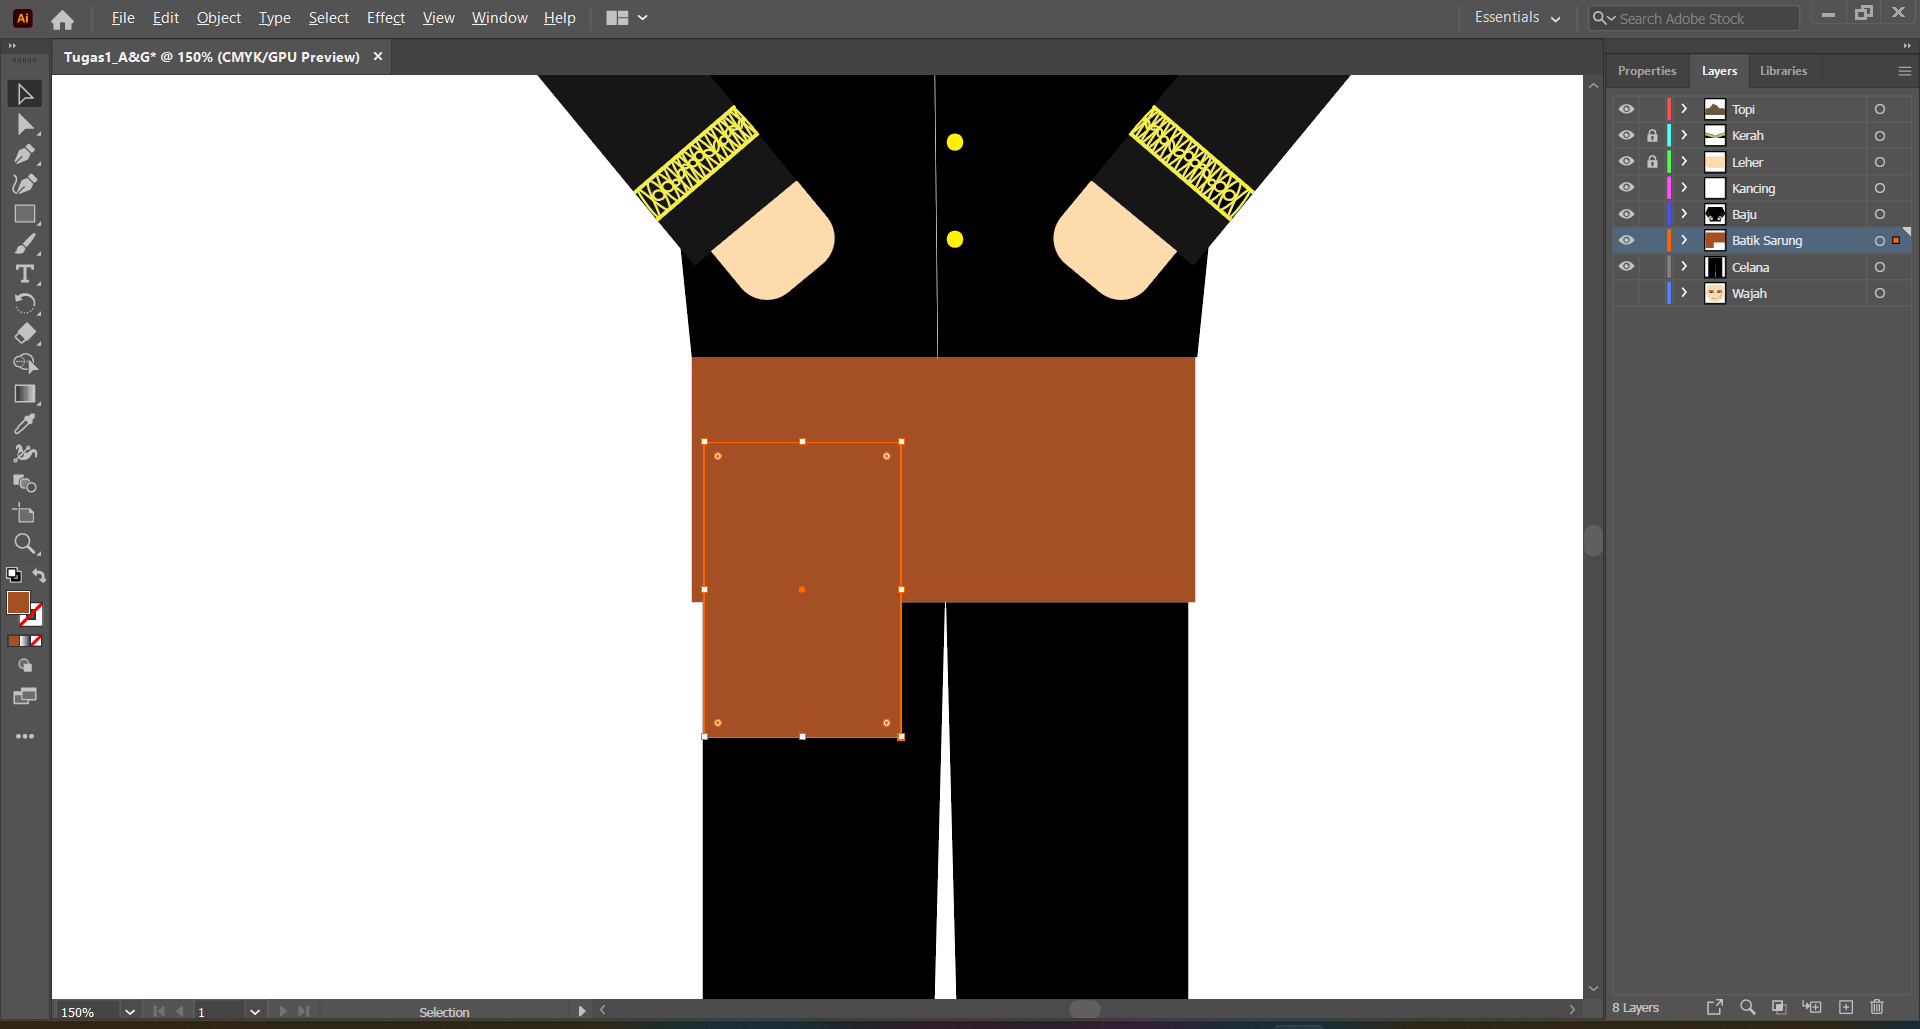 Ai File Edit Object Type Select Effect View Window Help Essentials Search Adobe Stock
Tugas1_A&G* @ 150% (CMYK/GPU Preview)
Properties Layers Libraries
Topi
Kerah
Leher
Kancing
Baju
Batik Sarung
Celana
Wajah
150% 1 Selection 8 Layers